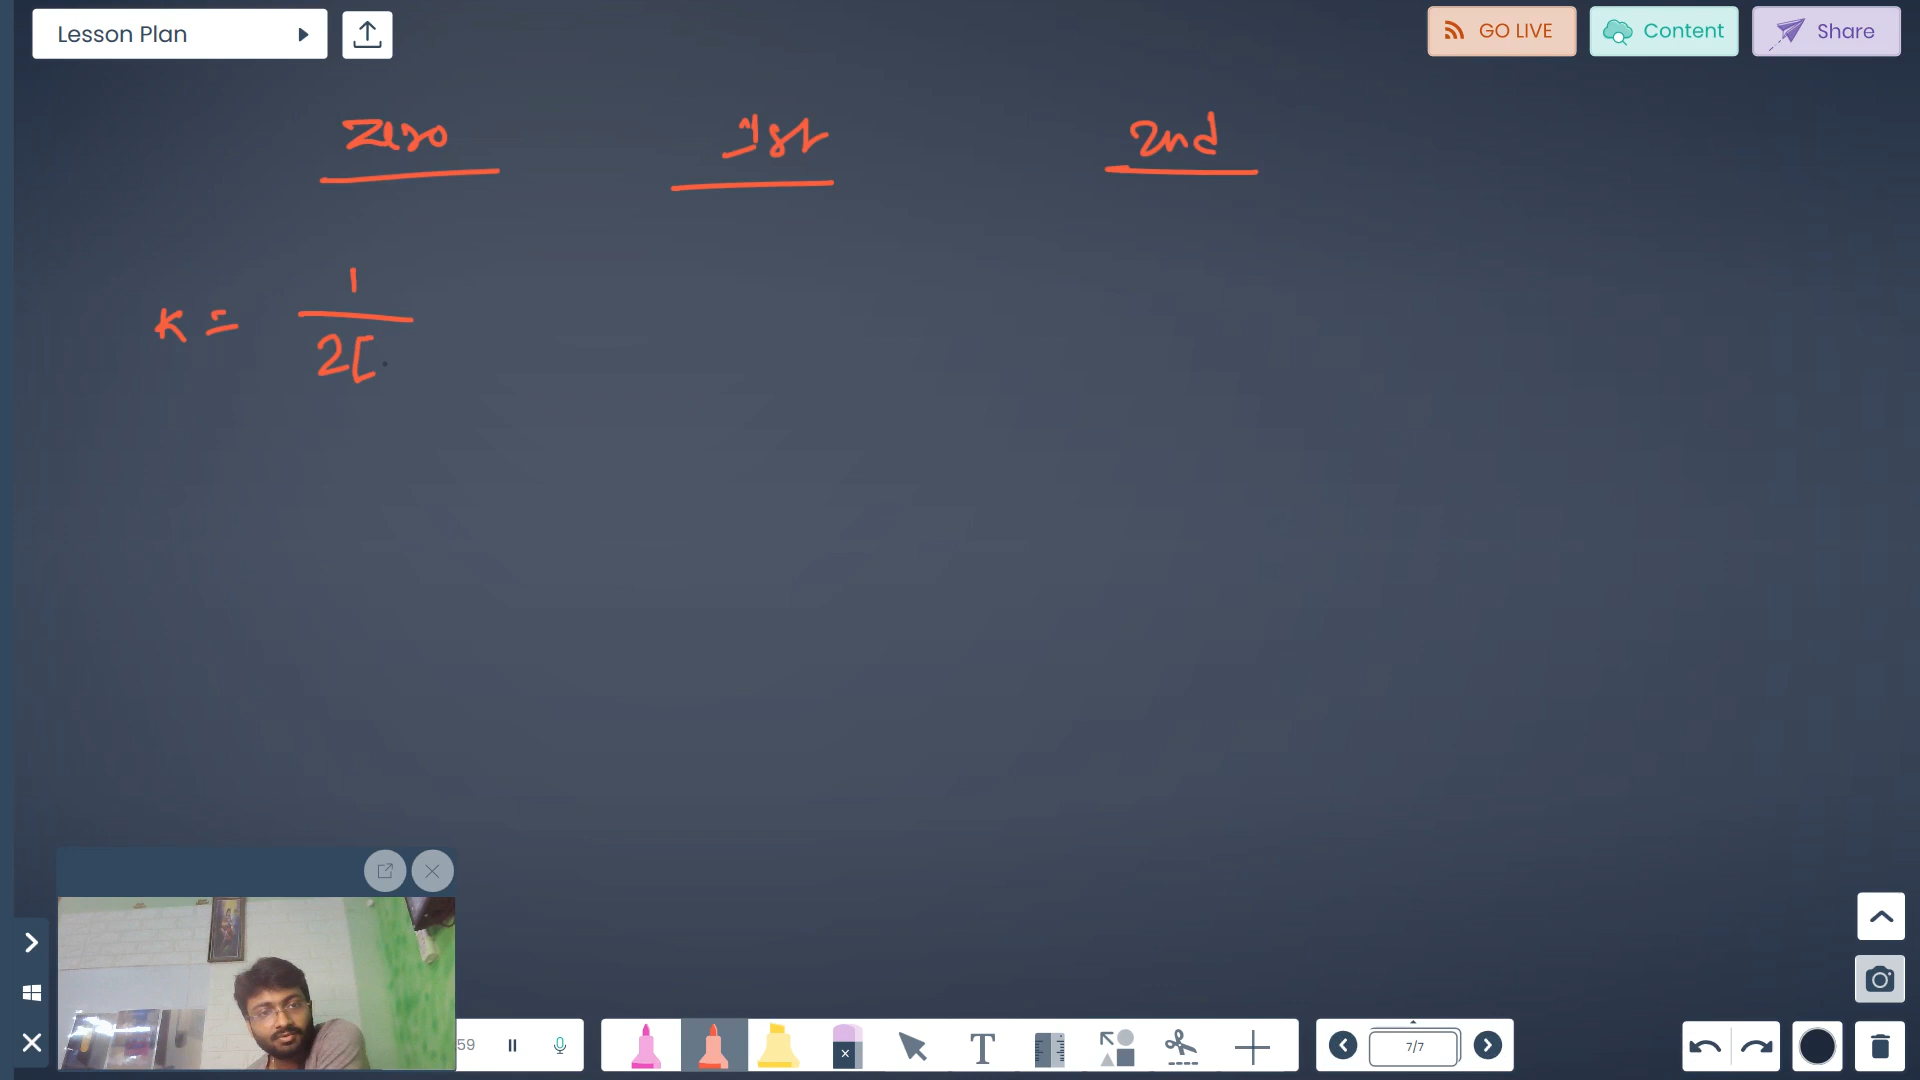 Lesson Plan
GO LIVE
Content
Share
Zero 1st 2nd
K = 1
2[
59
T
7/7